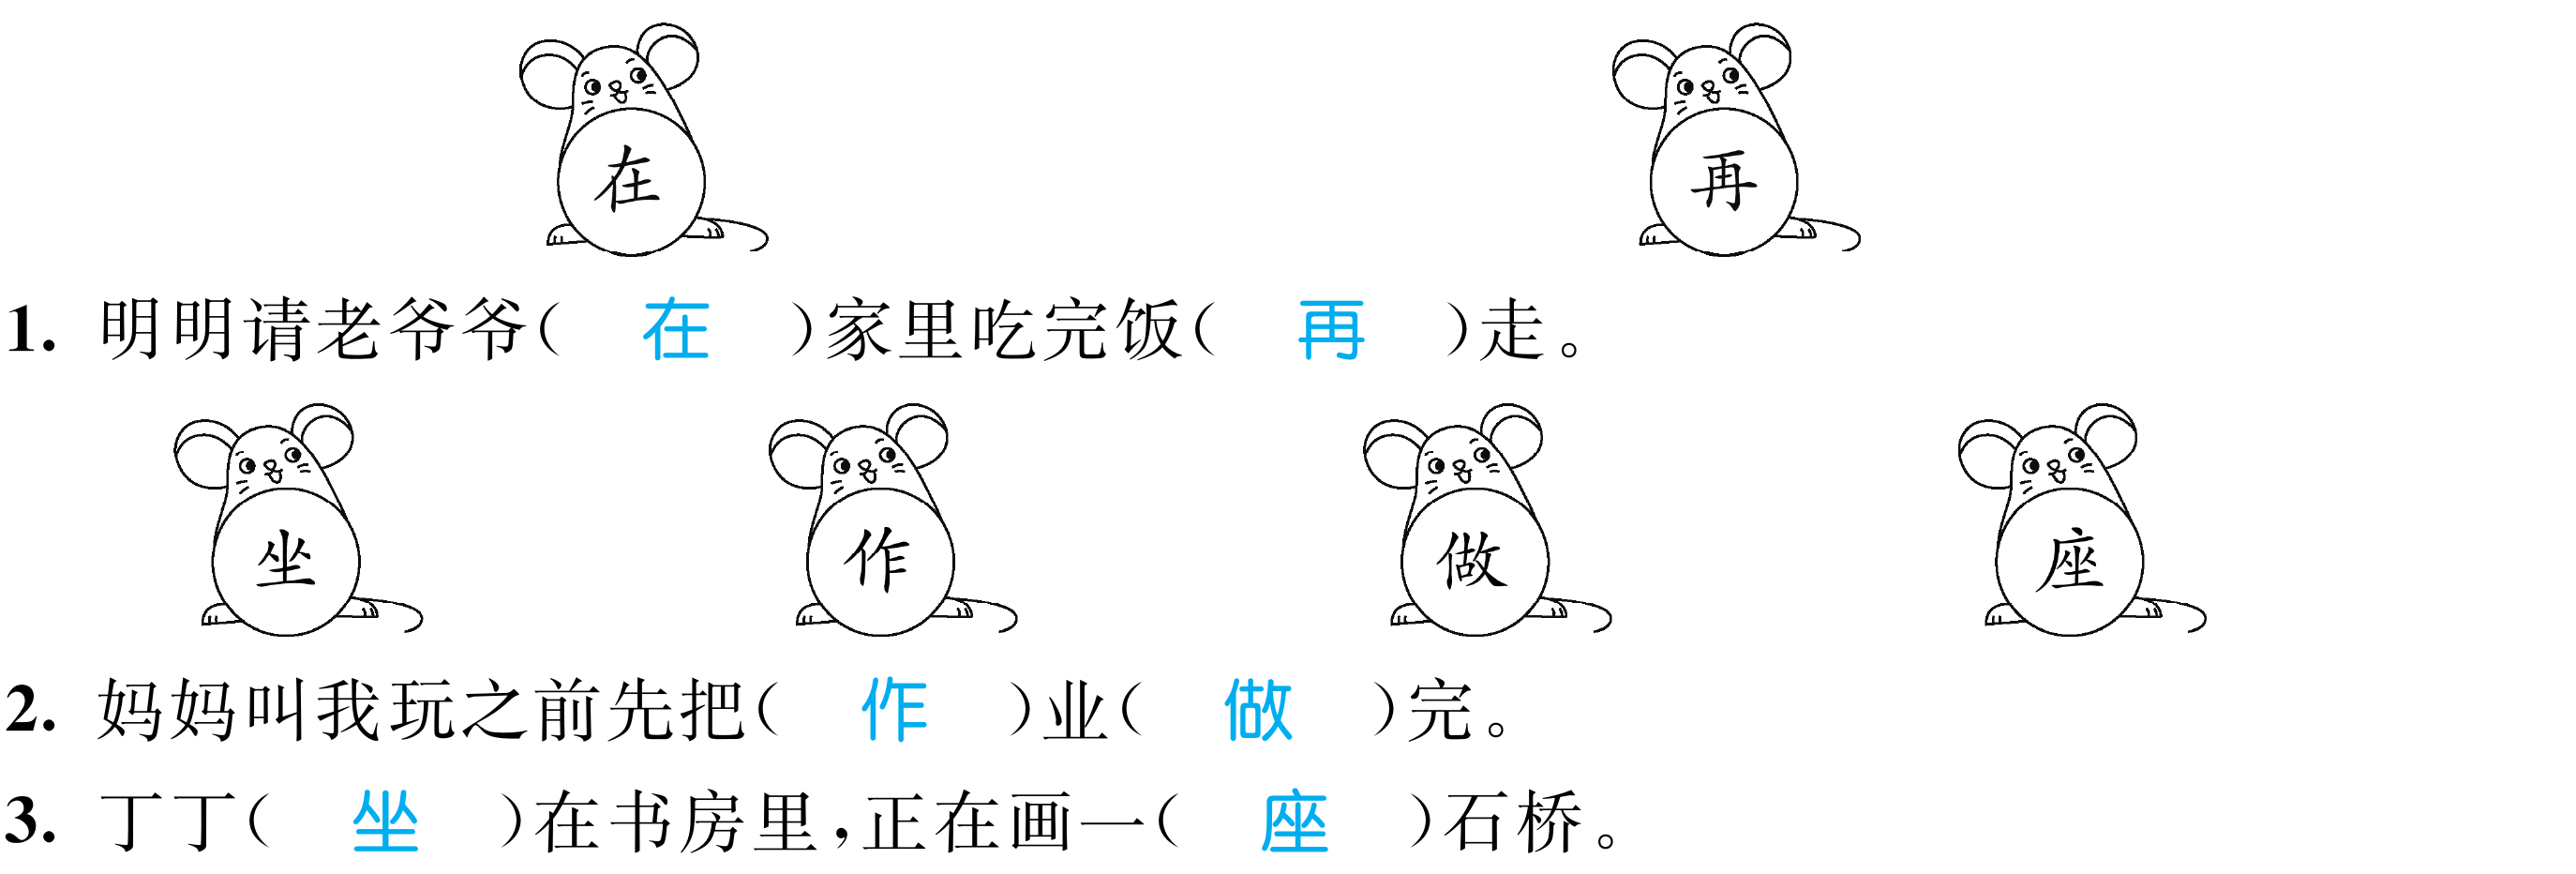 在 再
1. 明明请老爷爷( 在 )家里吃完饭( 再 )走。
坐 作 做 座
2. 妈妈叫我玩之前先把( 作 )业( 做 )完。
3. 丁丁( 坐 )在书房里,正在画一( 座 )石桥。